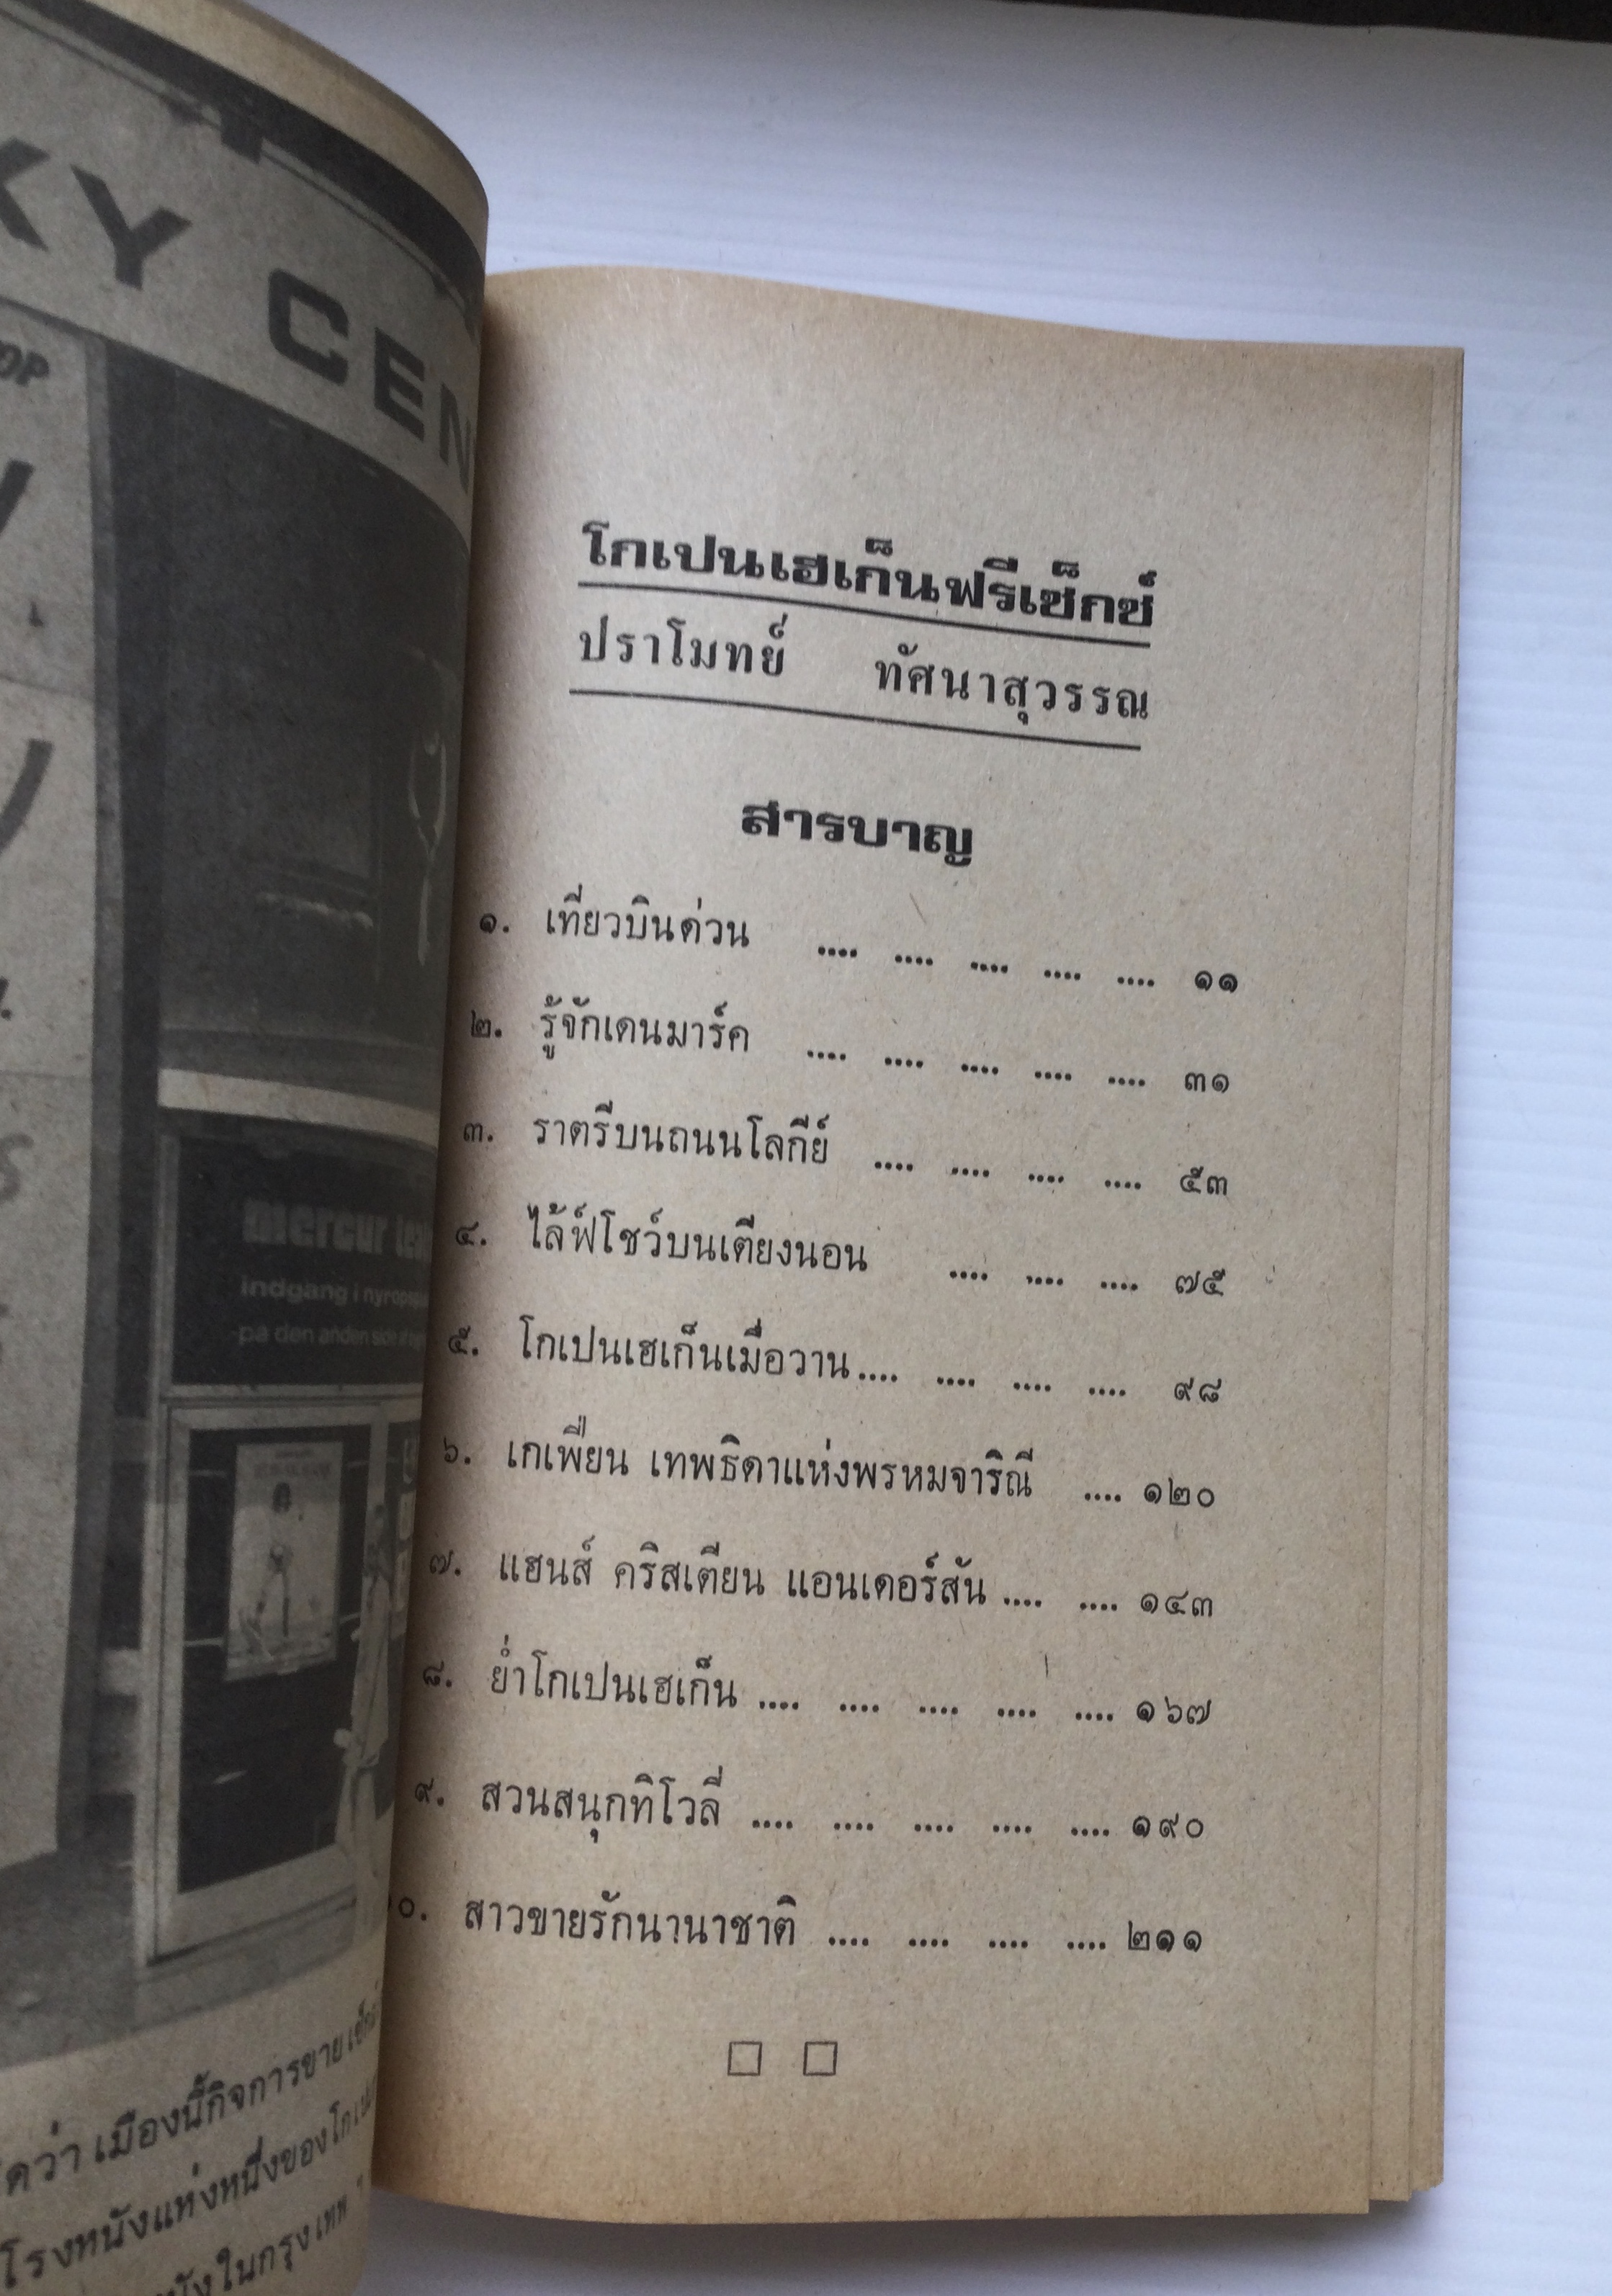 KY CEN
OP
mercur
indgang i nyrops
på den anden side af
คว่า เมืองนี้กิจการขาย
โรงหนังแห่งหนึ่งของ
ในกรุงเทพ
โกเปนเฮเก็นฟรีเซ็กซ์
ปราโมทย์ ทัศนาสุวรรณ
สารบาญ
๑. เที่ยวบินด่วน .... .... .... .... .... ๑๑
๒. รู้จักเดนมาร์ค .... .... .... .... .... ๓๑
๓. ราตรีบนถนนโลกีย์ .... .... .... .... ๕๓
๔. ไล้ฟ์โชว์บนเตียงนอน .... .... .... ๗๕
๕. โกเปนเฮเก็นเมื่อวาน .... .... .... .... ๙๘
๖. เกเพี่ยน เทพธิดาแห่งพรหมจาริณี .... ๑๒๐
๗. แฮนส์ คริสเตียน แอนเดอร์สัน .... .... ๑๔๓
๘. ย่ำโกเปนเฮเก็น .... .... .... .... .... ๑๖๗
๙. สวนสนุกทิโวลี่ .... .... .... .... .... ๑๙๐
๑๐. สาวขายรักนานาชาติ .... .... .... .... ๒๑๑